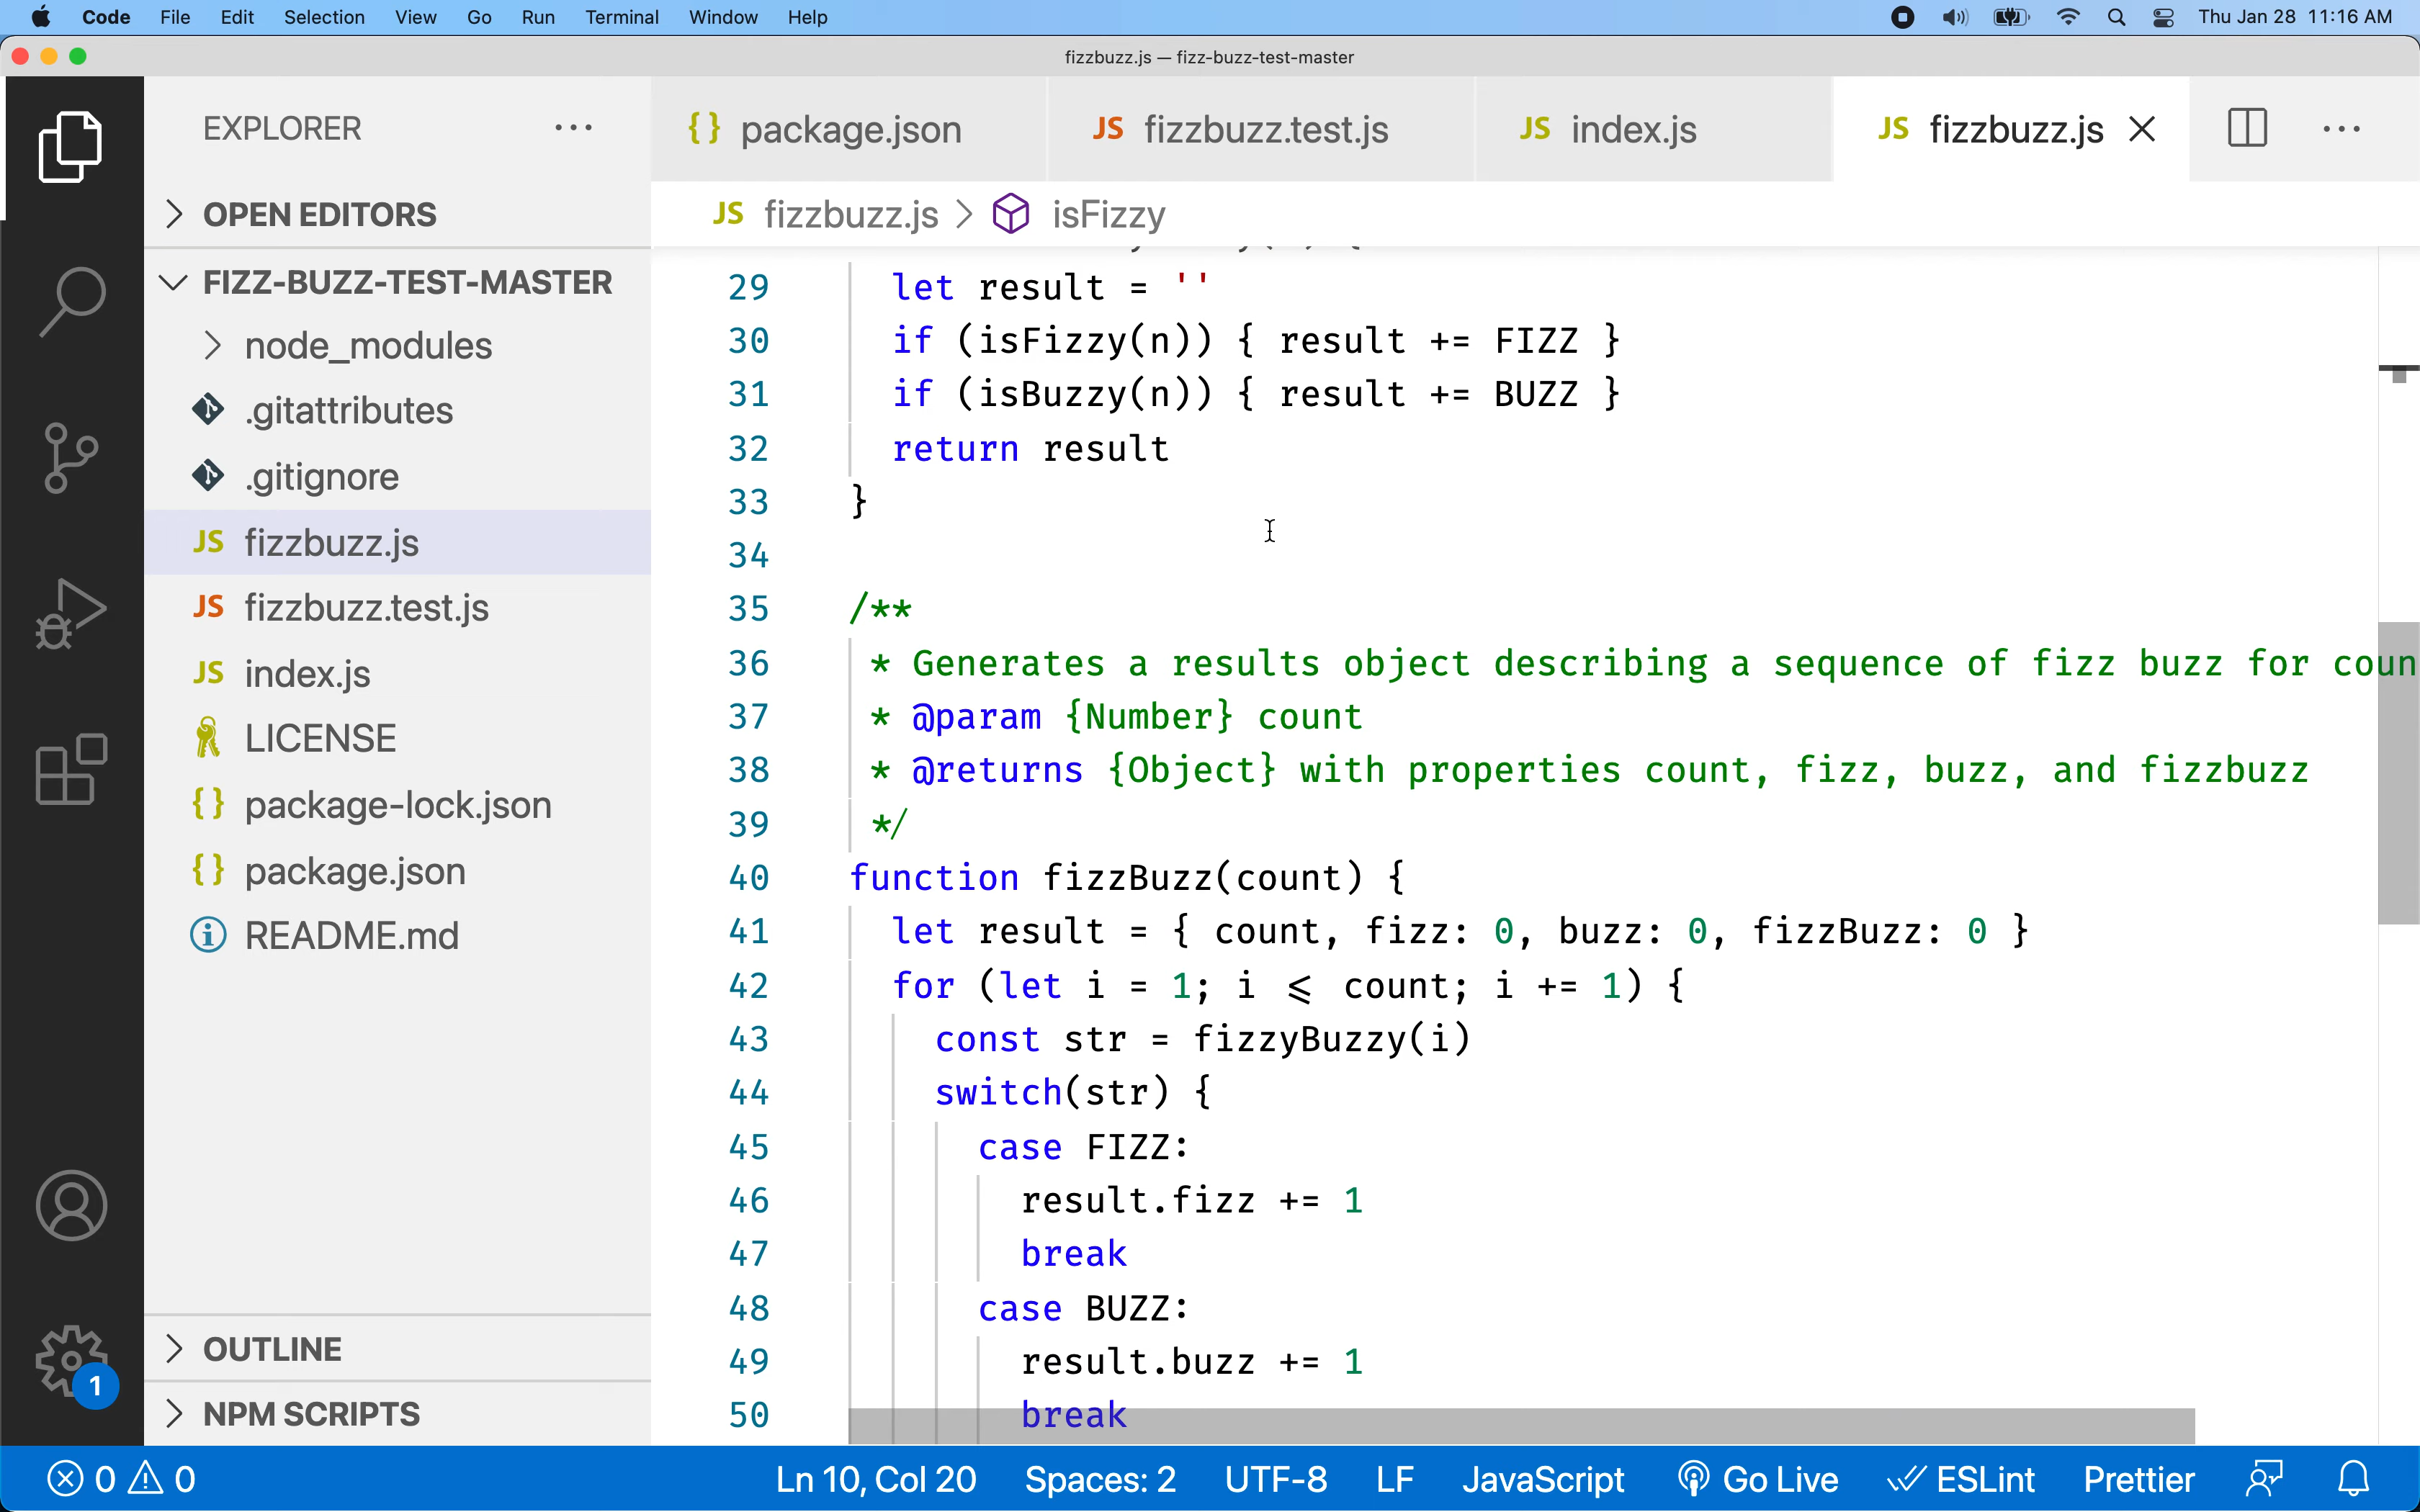 Code File Edit Selection View Go Run Terminal Window Help Thu Jan 28 11:16 AM
fizzbuzz.js — fizz-buzz-test-master
EXPLORER ...
{} package.json JS fizzbuzz.test.js JS index.js JS fizzbuzz.js ...
OPEN EDITORS
JS fizzbuzz.js > isFizzy
FIZZ-BUZZ-TEST-MASTER
node_modules
.gitattributes
.gitignore
JS fizzbuzz.js
JS fizzbuzz.test.js
JS index.js
LICENSE
{} package-lock.json
{} package.json
README.md
OUTLINE
NPM SCRIPTS
29 let result = ''
30 if (isFizzy(n)) { result += FIZZ }
31 if (isBuzzy(n)) { result += BUZZ }
32 return result
33 }
34
35 /**
36 * Generates a results object describing a sequence of fizz buzz for coun
37 * @param {Number} count
38 * @returns {Object} with properties count, fizz, buzz, and fizzbuzz
39 */
40 function fizzBuzz(count) {
41 let result = { count, fizz: 0, buzz: 0, fizzBuzz: 0 }
42 for (let i = 1; i ⩽ count; i += 1) {
43 const str = fizzyBuzzy(i)
44 switch(str) {
45 case FIZZ:
46 result.fizz += 1
47 break
48 case BUZZ:
49 result.buzz += 1
50 break
1
0 0 Ln 10, Col 20 Spaces: 2 UTF-8 LF JavaScript Go Live ESLint Prettier